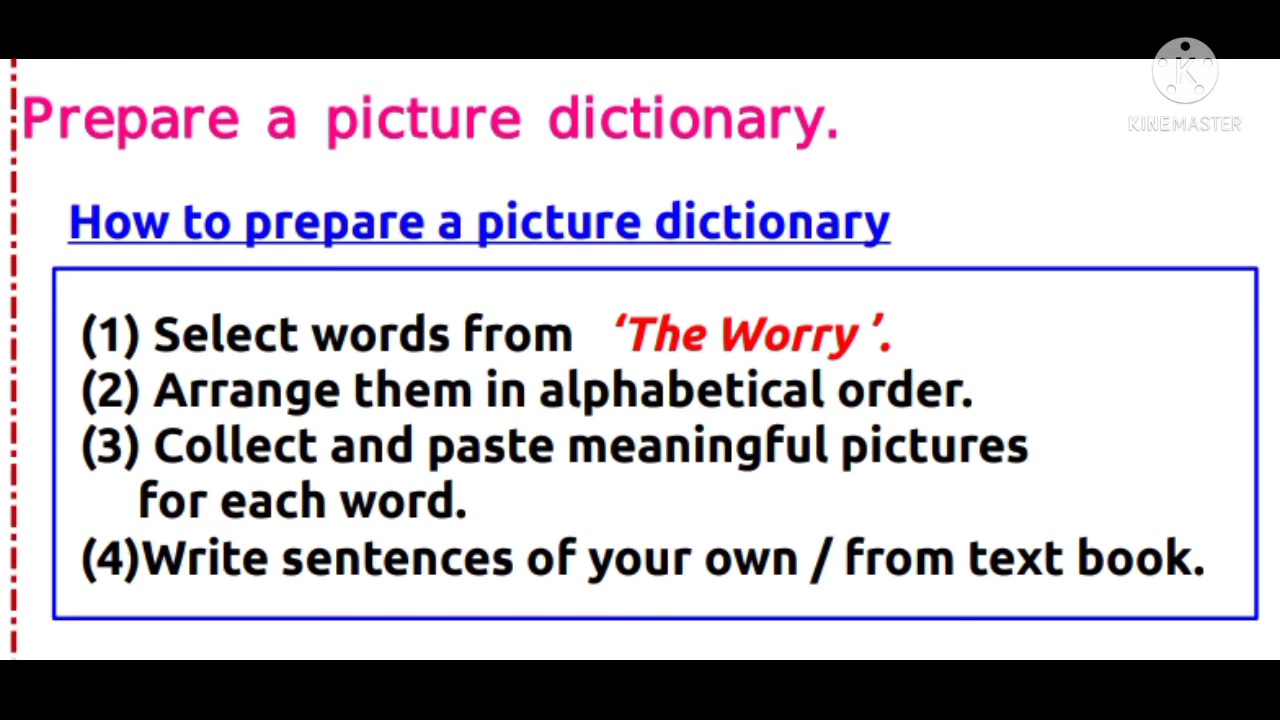 KINEMASTER
Prepare a picture dictionary.
How to prepare a picture dictionary
(1) Select words from ‘The Worry ’.
(2) Arrange them in alphabetical order.
(3) Collect and paste meaningful pictures
for each word.
(4)Write sentences of your own / from text book.